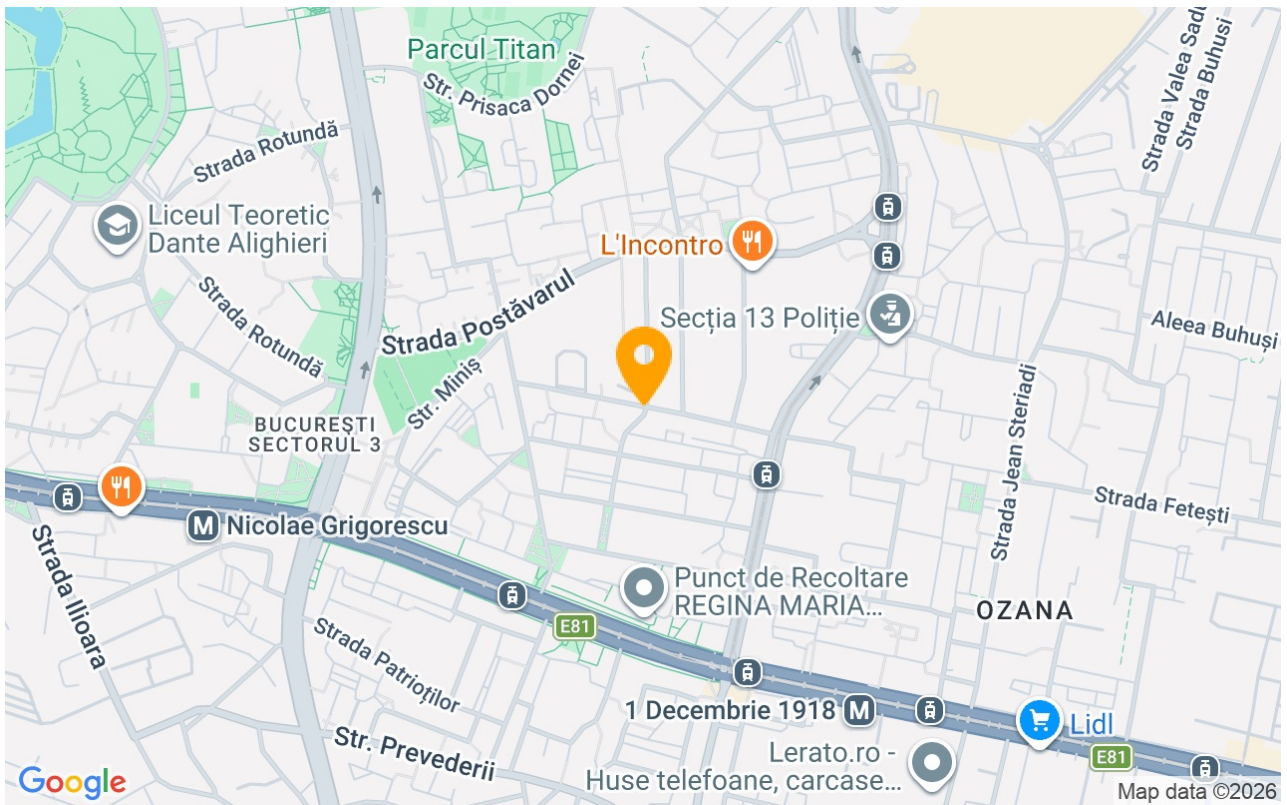 Parcul Titan
Str. Prisaca Dornei
Strada Valea Sadu
Strada Buhusi
Strada Rotundă
Liceul Teoretic
Dante Alighieri
L'Incontro
Secția 13 Poliție
Aleea Buhuși
Strada Postăvarul
Strada Rotundă
Str. Miniș
Strada Jean Steriadi
BUCUREȘTI
SECTORUL 3
Strada Fetești
Nicolae Grigorescu
M
Strada Ilioara
Punct de Recoltare
REGINA MARIA...
OZANA
E81
Strada Patrioților
1 Decembrie 1918
M
Lidl
Str. Prevederii
Lerato.ro -
Huse telefoane, carcase...
E81
Google
Map data ©2026